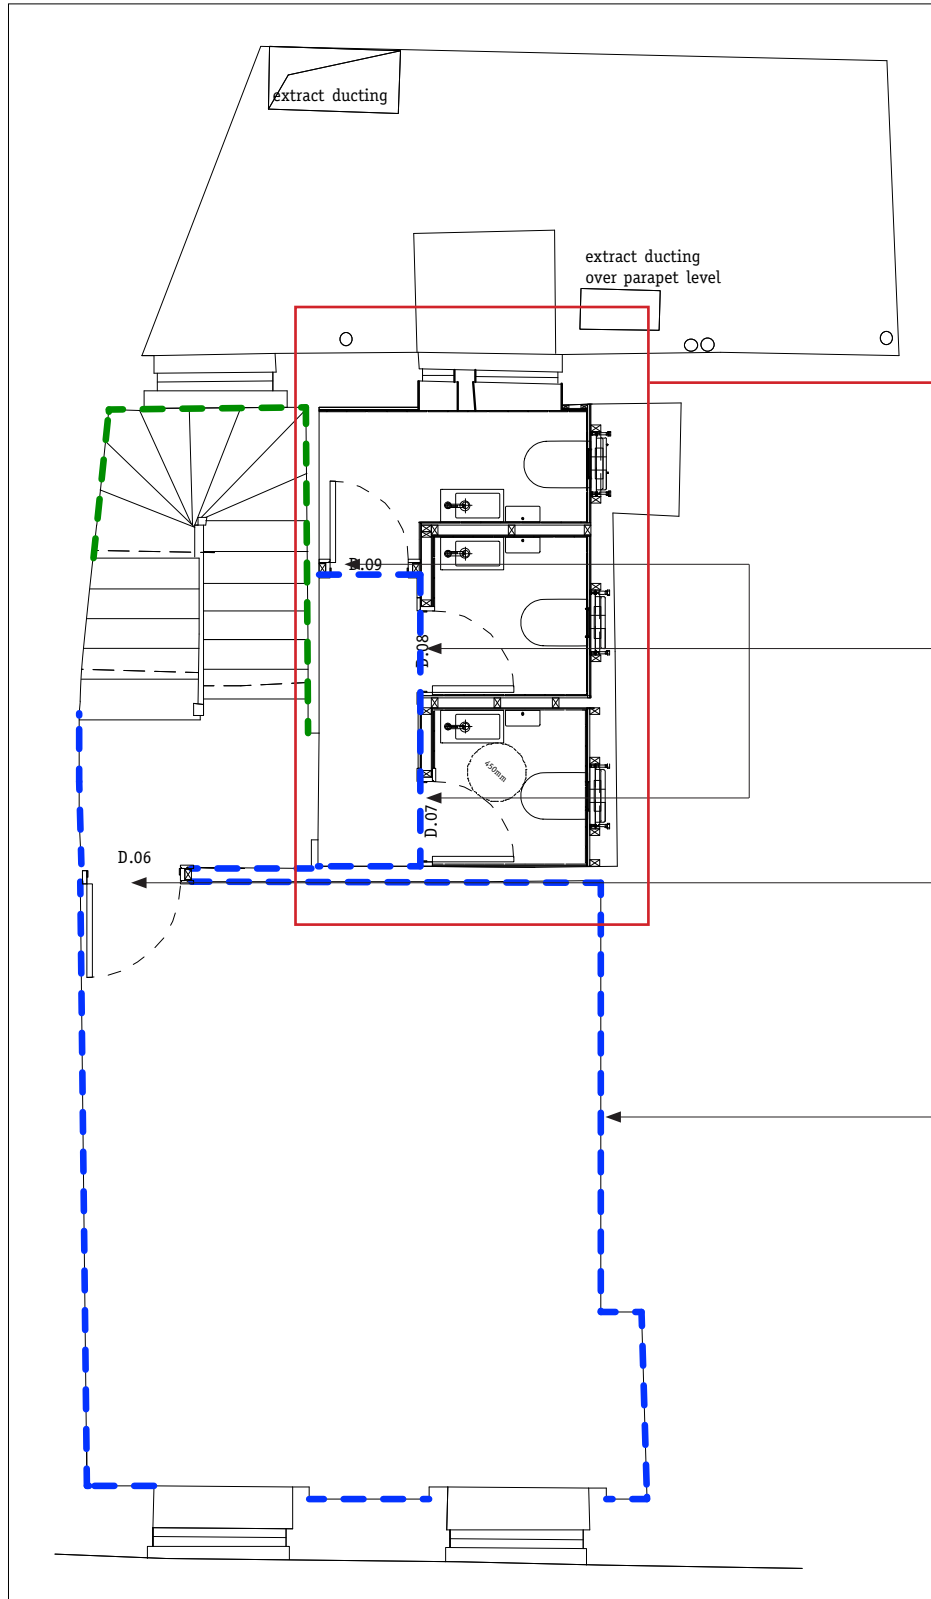 extract ducting
extract ducting
over parapet level
D.09
D.08
450mm
D.07
D.06